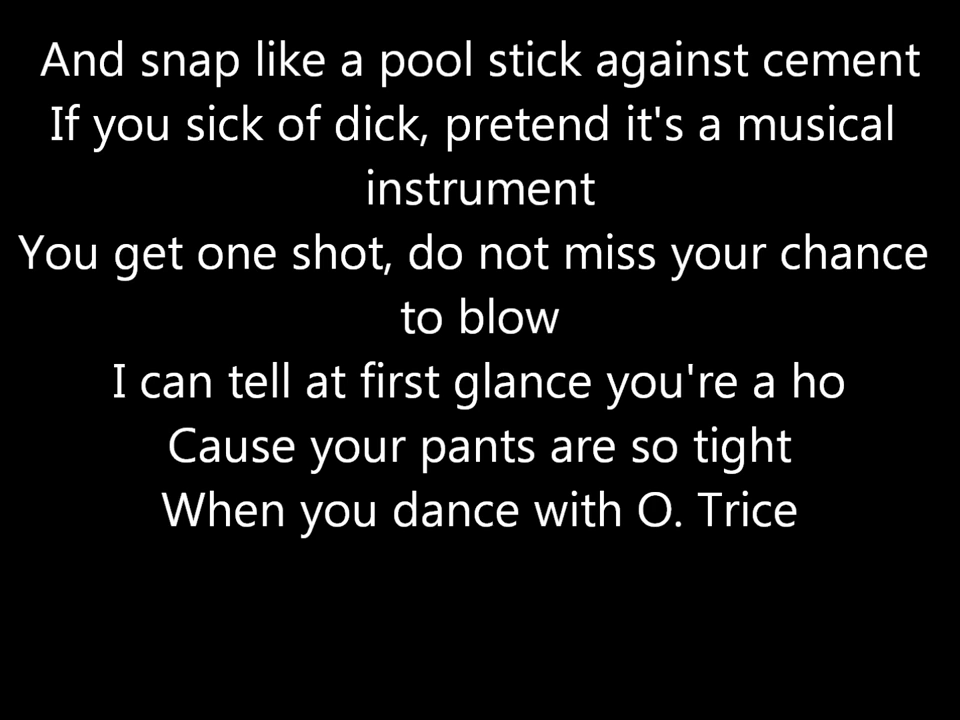 And snap like a pool stick against cement
If you sick of dick, pretend it's a musical
instrument
You get one shot, do not miss your chance
to blow
I can tell at first glance you're a ho
Cause your pants are so tight
When you dance with O. Trice